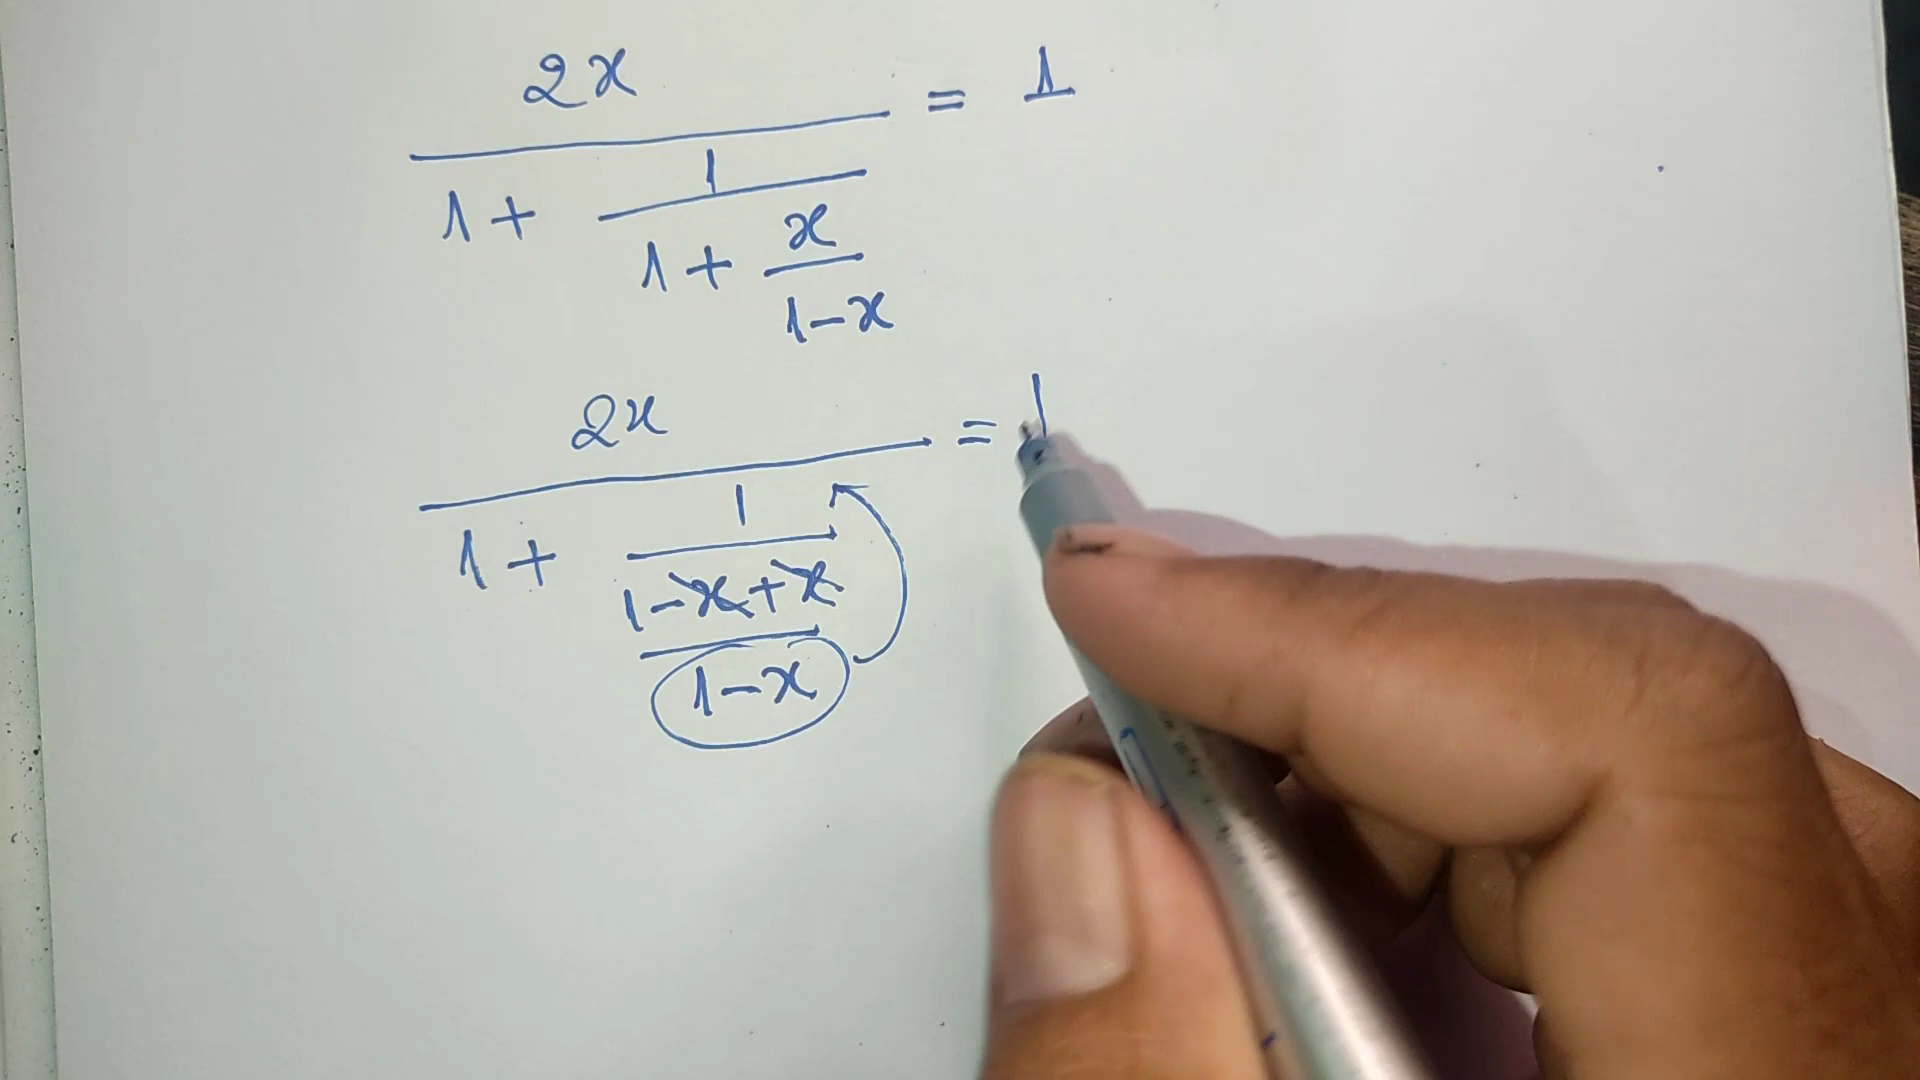 2x
= 1
1
1 + x
1 + 1 - x
2x
= 1
1
1 +
1 - x + x
1 - x